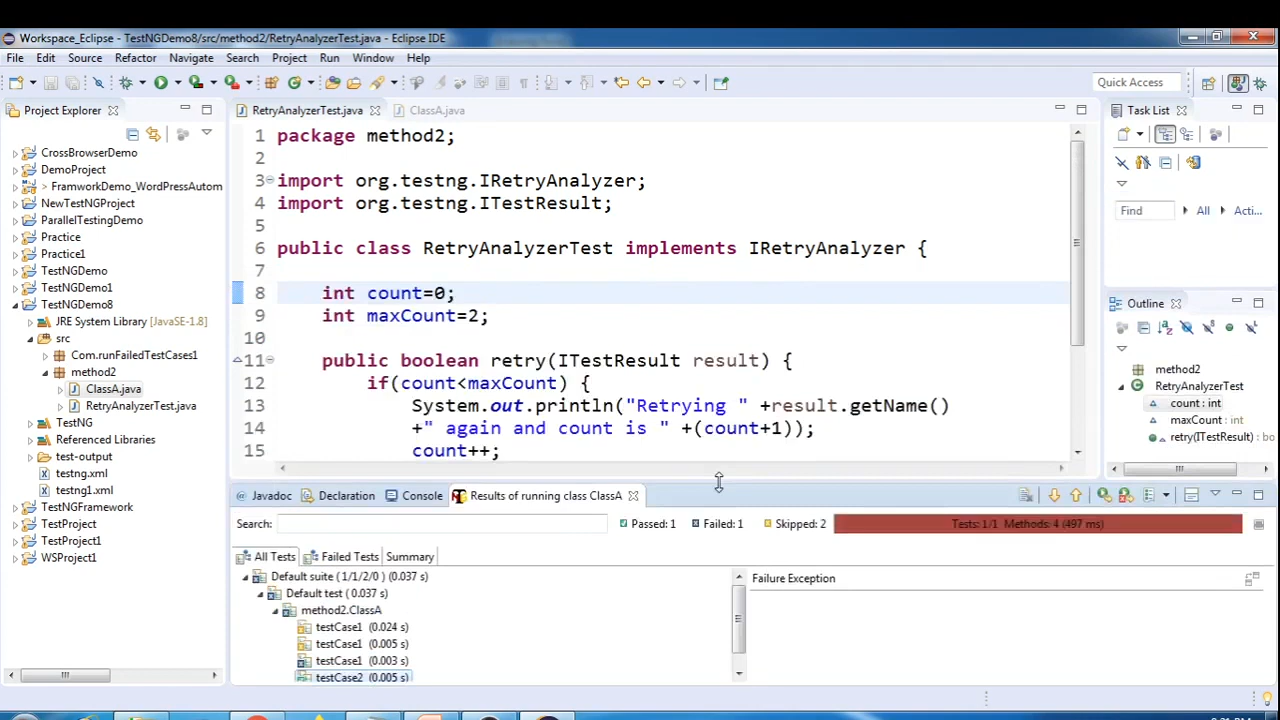 Workspace_Eclipse - TestNGDemo8/src/method2/RetryAnalyzerTest.java - Eclipse IDE
File Edit Source Refactor Navigate Search Project Run Window Help
Quick Access
Project Explorer
CrossBrowserDemo
DemoProject
> FramworkDemo_WordPressAutom
NewTestNGProject
ParallelTestingDemo
Practice
Practice1
TestNGDemo
TestNGDemo1
TestNGDemo8
JRE System Library [JavaSE-1.8]
src
Com.runFailedTestCases1
method2
ClassA.java
RetryAnalyzerTest.java
TestNG
Referenced Libraries
test-output
testng.xml
testng1.xml
TestNGFramework
TestProject
TestProject1
WSProject1
RetryAnalyzerTest.java ClassA.java
1 package method2;
2
3 import org.testng.IRetryAnalyzer;
4 import org.testng.ITestResult;
5
6 public class RetryAnalyzerTest implements IRetryAnalyzer {
7
8 int count=0;
9 int maxCount=2;
10
11 public boolean retry(ITestResult result) {
12 if(count<maxCount) {
13 System.out.println("Retrying " +result.getName()
14 +" again and count is " +(count+1));
15 count++;
Task List
Find All Acti...
Outline
method2
RetryAnalyzerTest
count : int
maxCount : int
retry(ITestResult) : bo
Javadoc Declaration Console Results of running class ClassA
Search: Passed: 1 Failed: 1 Skipped: 2 Tests: 1/1 Methods: 4 (497 ms)
All Tests Failed Tests Summary
Default suite ( 1/1/2/0 ) (0.037 s)
Default test ( 0.037 s)
method2.ClassA
testCase1 (0.024 s)
testCase1 (0.005 s)
testCase1 (0.003 s)
testCase2 (0.005 s)
Failure Exception